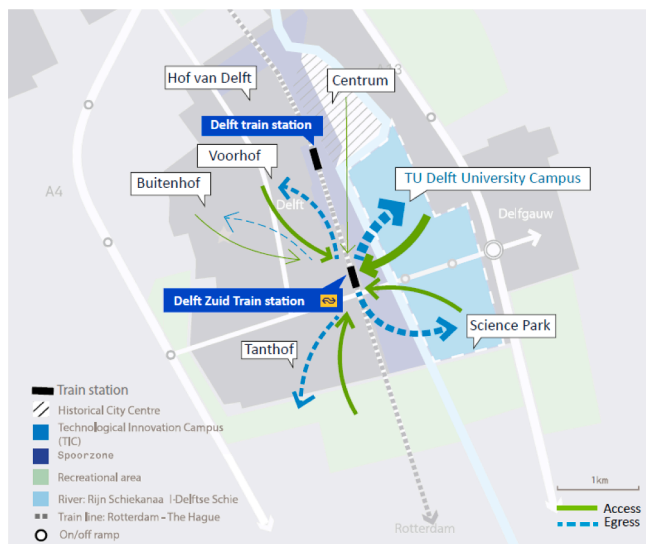 Hof van Delft
Centrum
A13
Delft train station
Voorhof
TU Delft University Campus
Buitenhof
A4
Delft
Delfgauw
Delft Zuid Train station
Science Park
Tanthof
Train station
Historical City Centre
Technological Innovation Campus
(TIC)
Spoorzone
Recreational area
River: Rijn Schiekanaa l-Delftse Schie
Train line: Rotterdam - The Hague
On/off ramp
1km
Access
Egress
Rotterdam